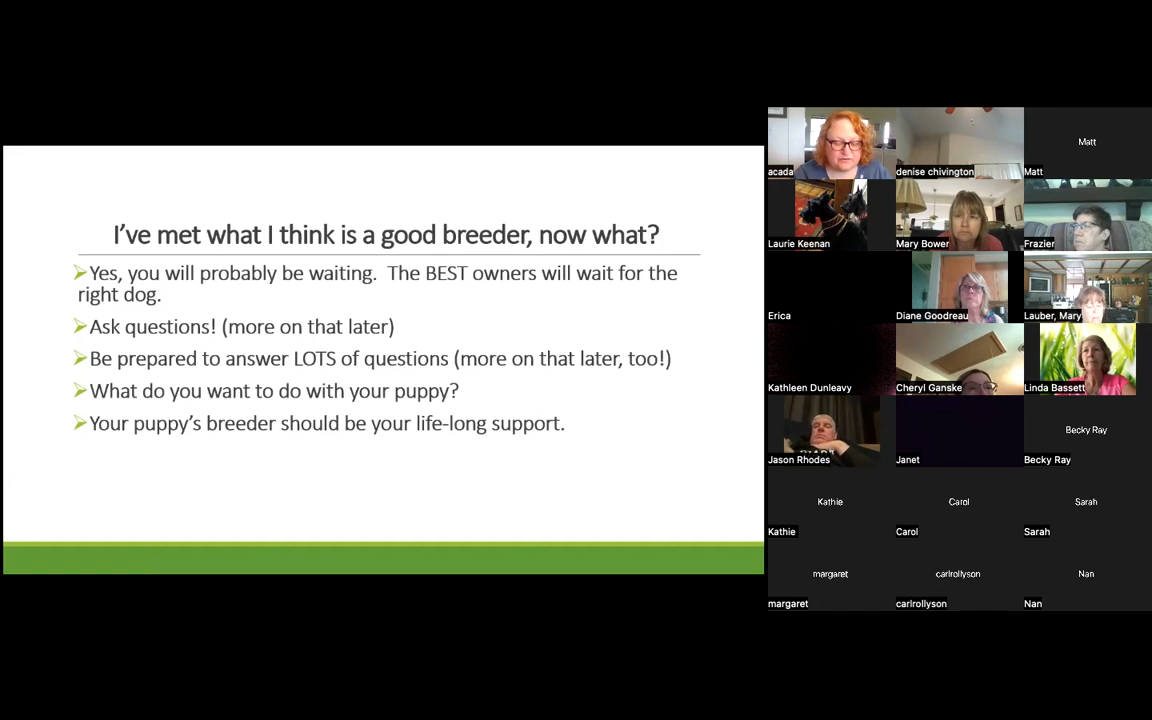 I've met what I think is a good breeder, now what?
Yes, you will probably be waiting. The BEST owners will wait for the
right dog.
Ask questions! (more on that later)
Be prepared to answer LOTS of questions (more on that later, too!)
What do you want to do with your puppy?
Your puppy's breeder should be your life-long support.
acada
denise chivington
Matt
Matt
Laurie Keenan
Mary Bower
Frazier
Erica
Diane Goodreau
Lauber, Mary
Kathleen Dunleavy
Cheryl Ganske
Linda Bassett
Jason Rhodes
Janet
Becky Ray
Becky Ray
Kathie
Carol
Sarah
Kathie
Carol
Sarah
margaret
carlrollyson
Nan
margaret
carlrollyson
Nan